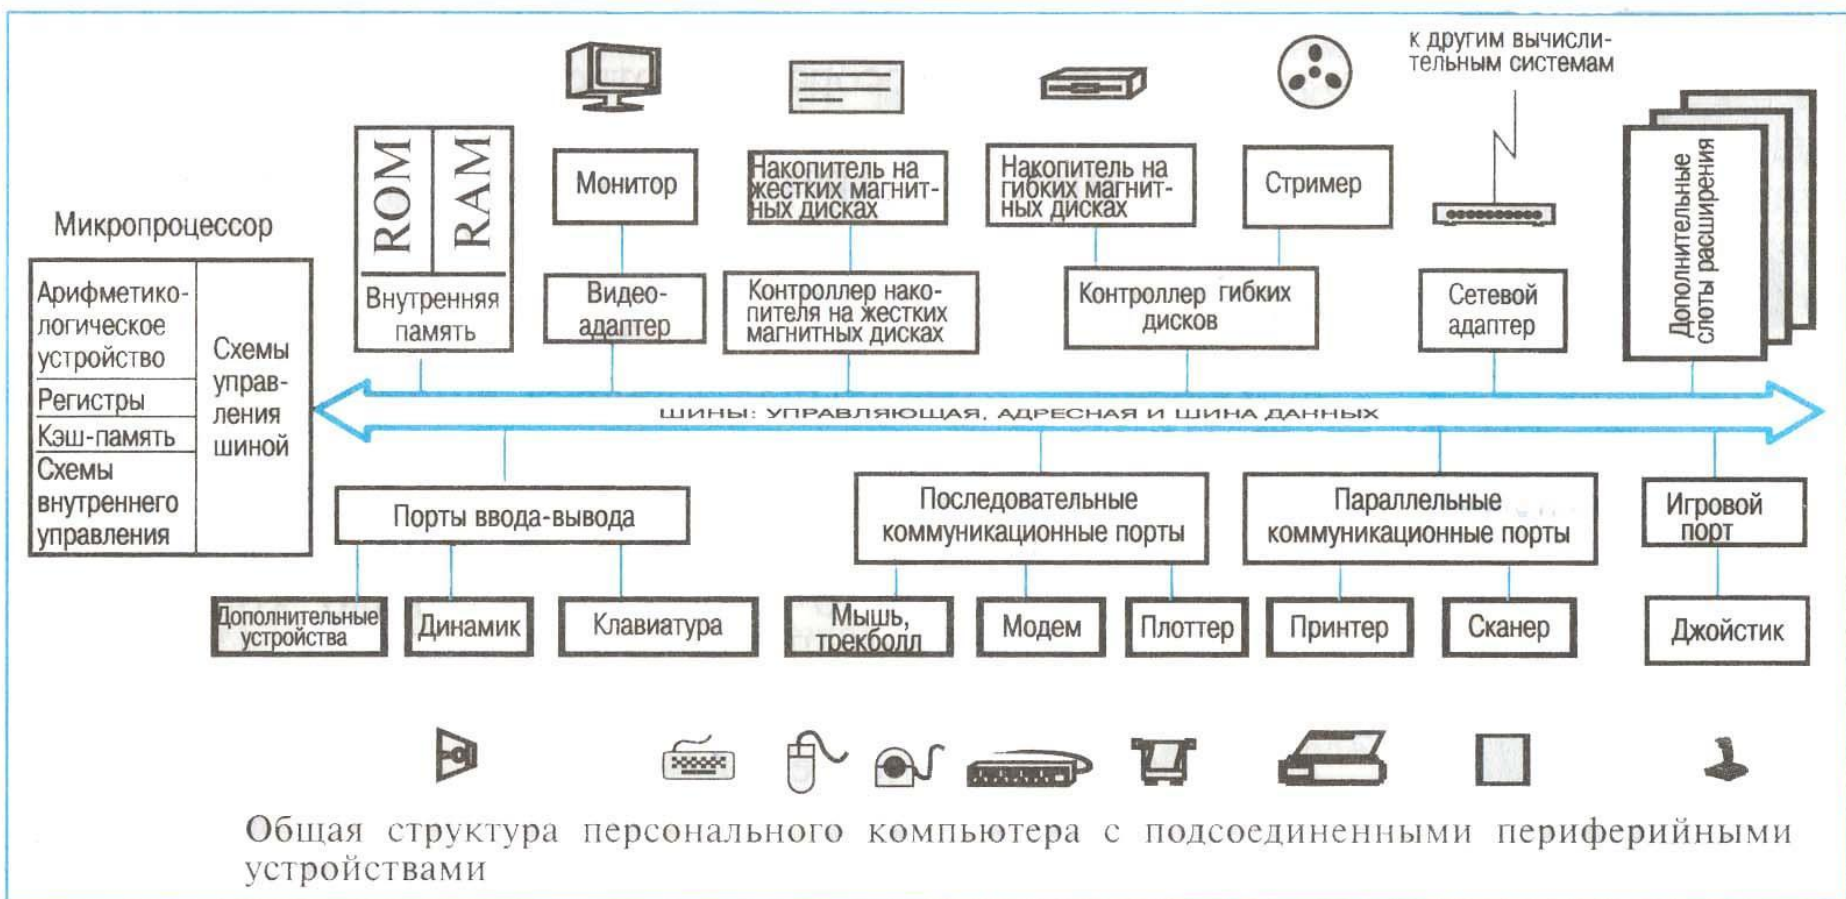 к другим вычисли-
тельным системам
Микропроцессор
Арифметико-
логическое
устройство
Регистры
Кэш-память
Схемы
внутреннего
управления
Схемы
управ-
ления
шиной
ROM
RAM
Внутренняя
память
Монитор
Видео-
адаптер
Накопитель на
жестких магнит-
ных дисках
Контроллер нако-
пителя на жестких
магнитных дисках
Накопитель на
гибких магнит-
ных дисках
Стример
Контроллер гибких
дисков
Сетевой
адаптер
Дополнительные
слоты расширения
ШИНЫ: УПРАВЛЯЮЩАЯ, АДРЕСНАЯ И ШИНА ДАННЫХ
Порты ввода-вывода
Последовательные
коммуникационные порты
Параллельные
коммуникационные порты
Игровой
порт
Дополнительные
устройства
Динамик
Клавиатура
Мышь,
трекболл
Модем
Плоттер
Принтер
Сканер
Джойстик
Общая структура персонального компьютера с подсоединенными периферийными
устройствами